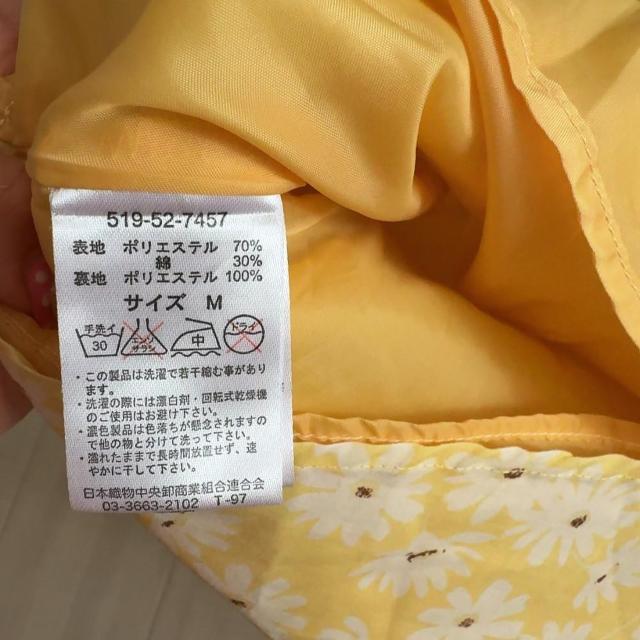 519-52-7457
表地 ポリエステル 70%
綿 30%
裏地 ポリエステル 100%
サイズ M
手洗イ 30 エンソ サラシ 中 ドライ
・この製品は洗濯で若干縮む事があり
ます。
・洗濯の際には漂白剤・回転式乾燥機
のご使用はお避け下さい。
・濃色製品は色落ちが懸念されますの
で他の物と分けて洗って下さい。
・濡れたままで長時間放置せず、速
やかに干して下さい。
日本織物中央卸商業組合連合会
03-3663-2102 T-97